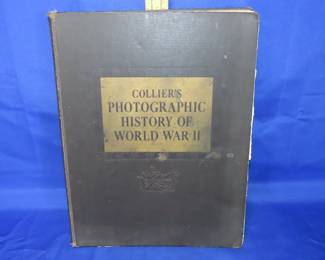 COLLIER'S
PHOTOGRAPHIC
HISTORY OF
WORLD WAR II